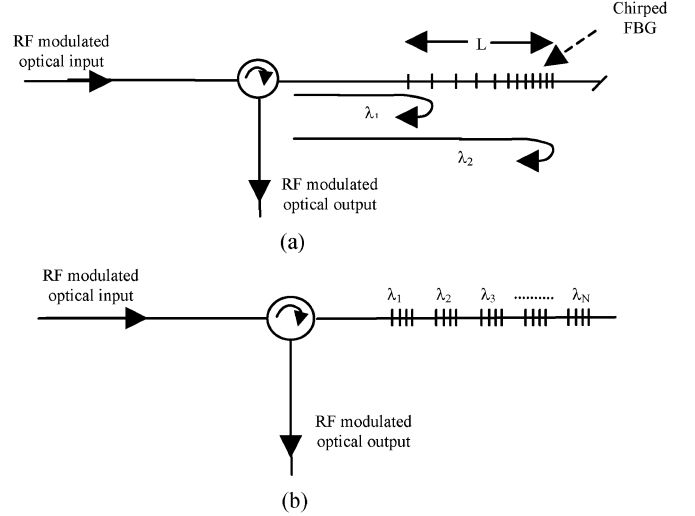 Chirped
FBG
L
RF modulated
optical input
λ1
λ2
RF modulated
optical output
(a)
RF modulated
optical input
λ1 λ2 λ3 .......... λN
RF modulated
optical output
(b)